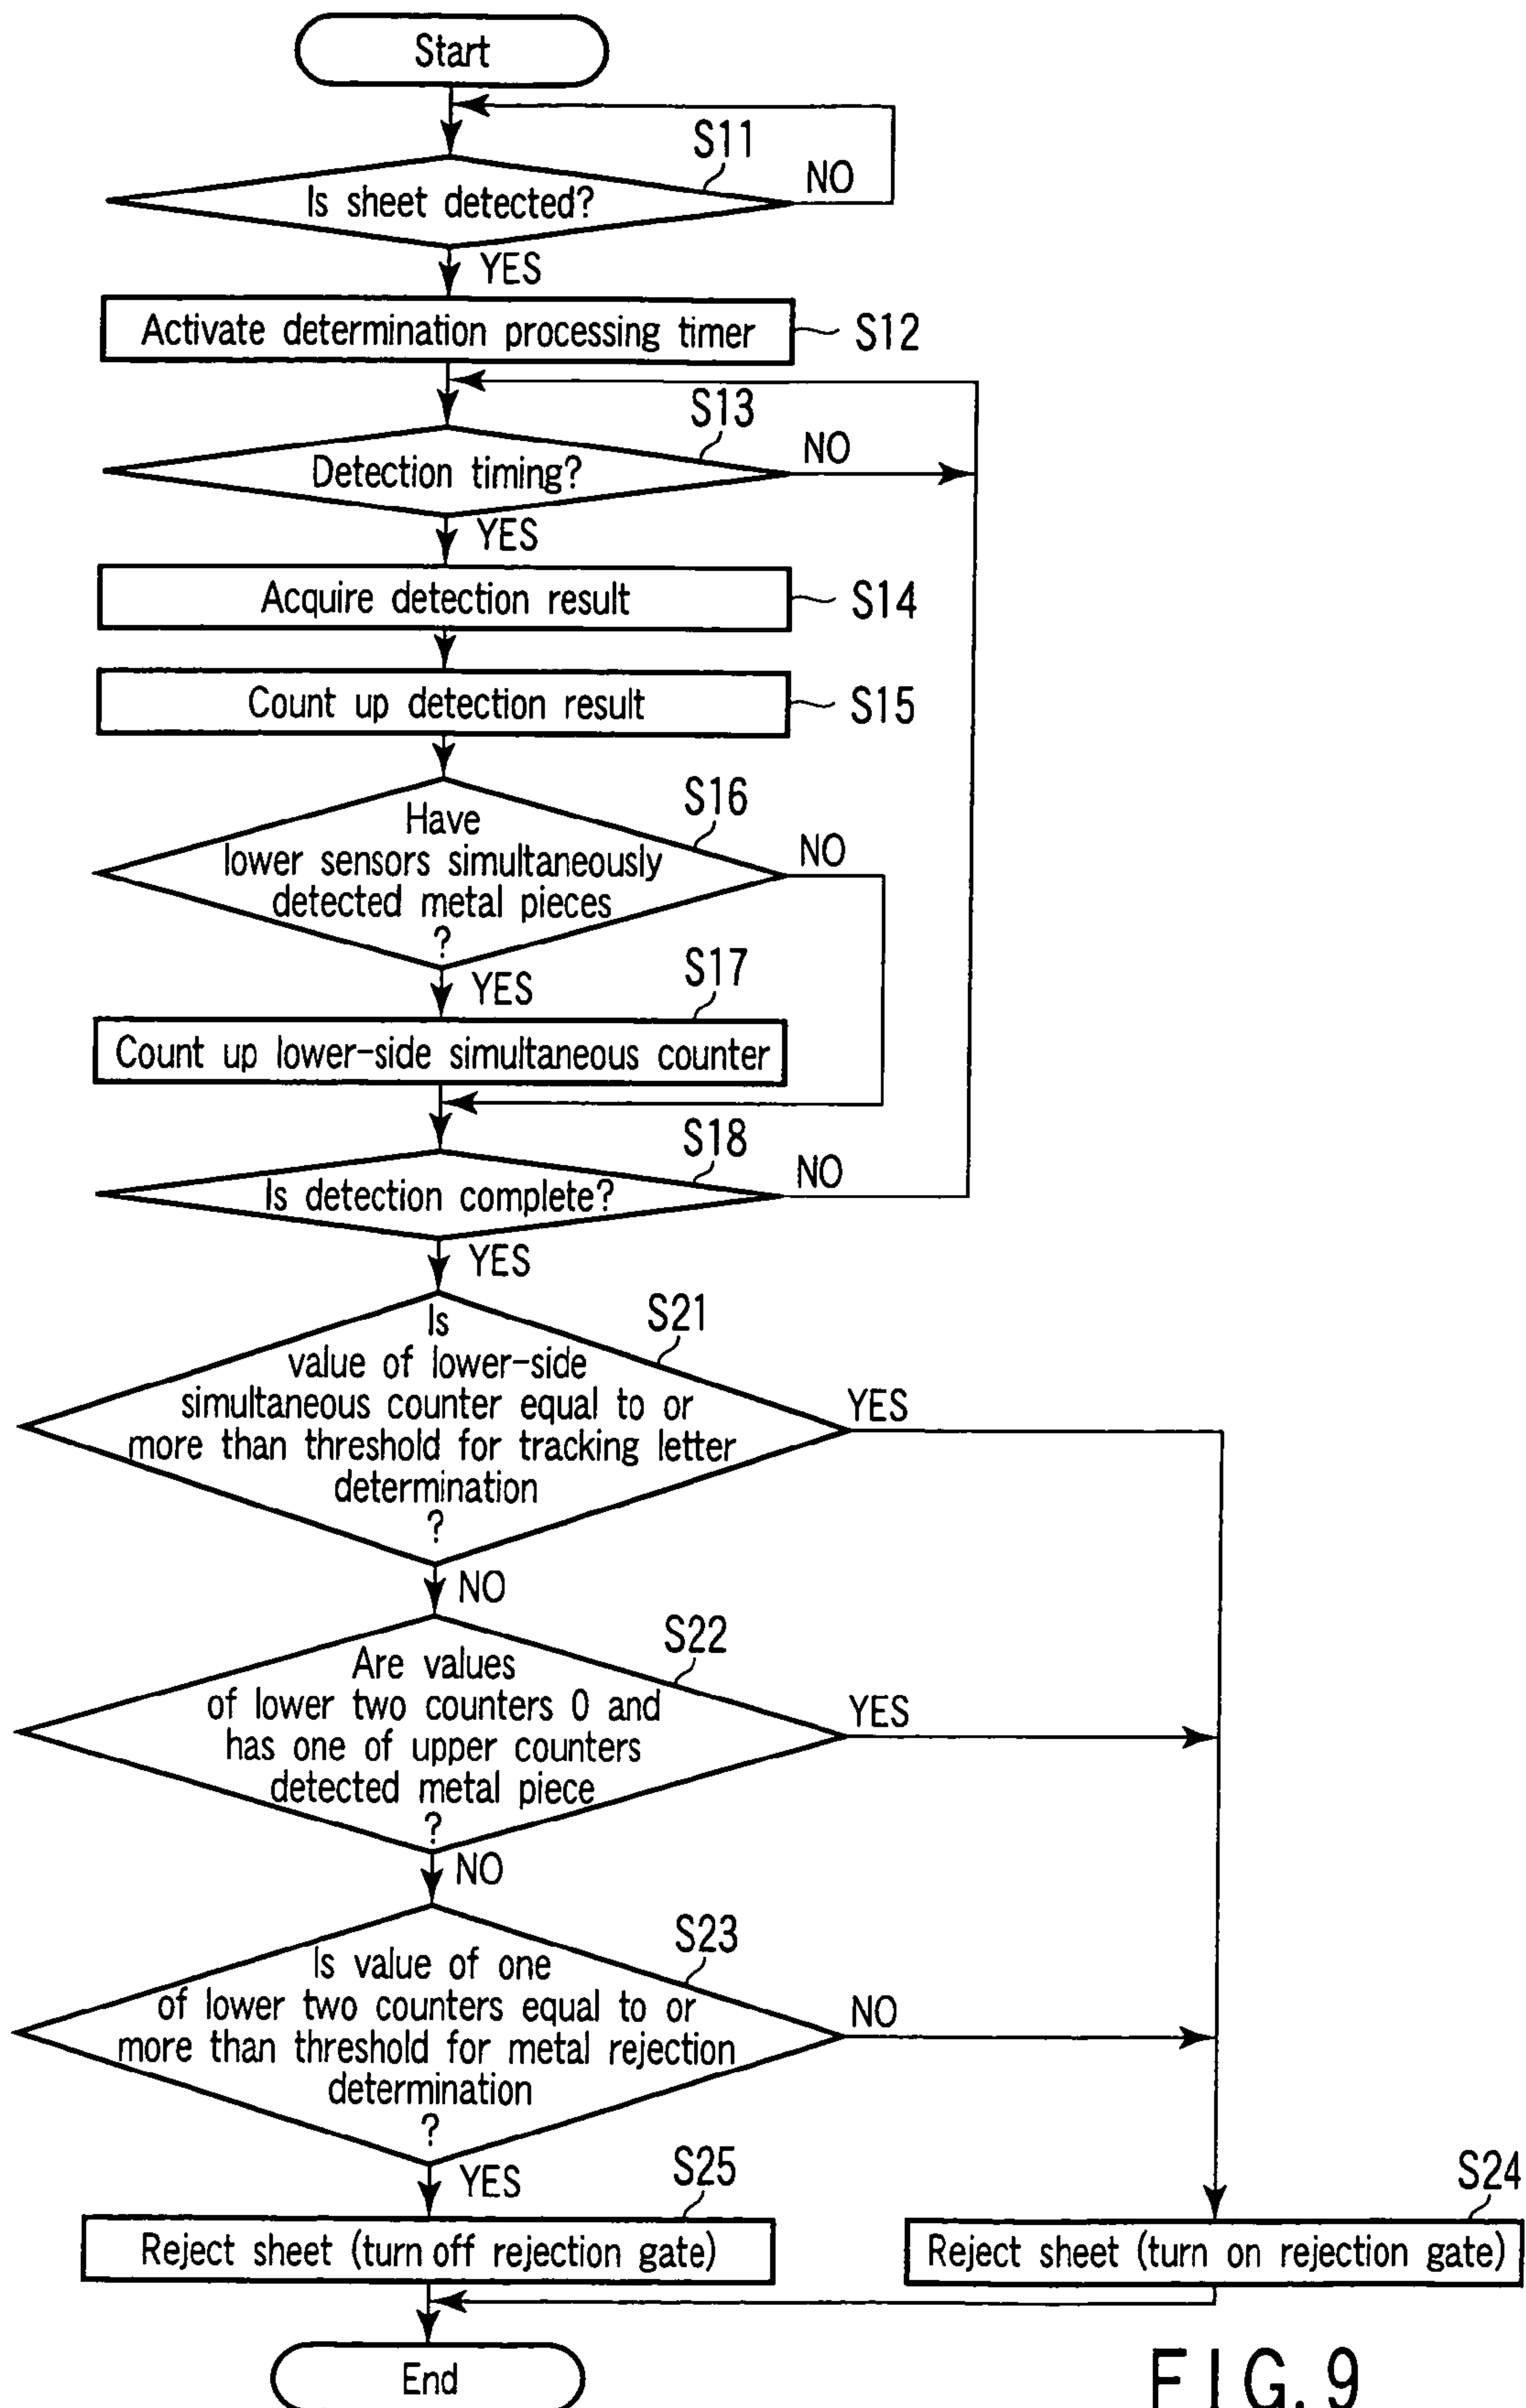 Start
S11
NO
Is sheet detected?
YES
Activate determination processing timer
S12
S13
NO
Detection timing?
YES
Acquire detection result
S14
Count up detection result
S15
S16
Have
lower sensors simultaneously
detected metal pieces
?
NO
YES
S17
Count up lower-side simultaneous counter
S18
NO
Is detection complete?
YES
S21
Is
value of lower-side
simultaneous counter equal to or
more than threshold for tracking letter
determination
?
YES
NO
S22
Are values
of lower two counters 0 and
has one of upper counters
detected metal piece
?
YES
NO
S23
Is value of one
of lower two counters equal to or
more than threshold for metal rejection
determination
?
NO
YES
S25
S24
Reject sheet (turn off rejection gate)
Reject sheet (turn on rejection gate)
End
FIG. 9